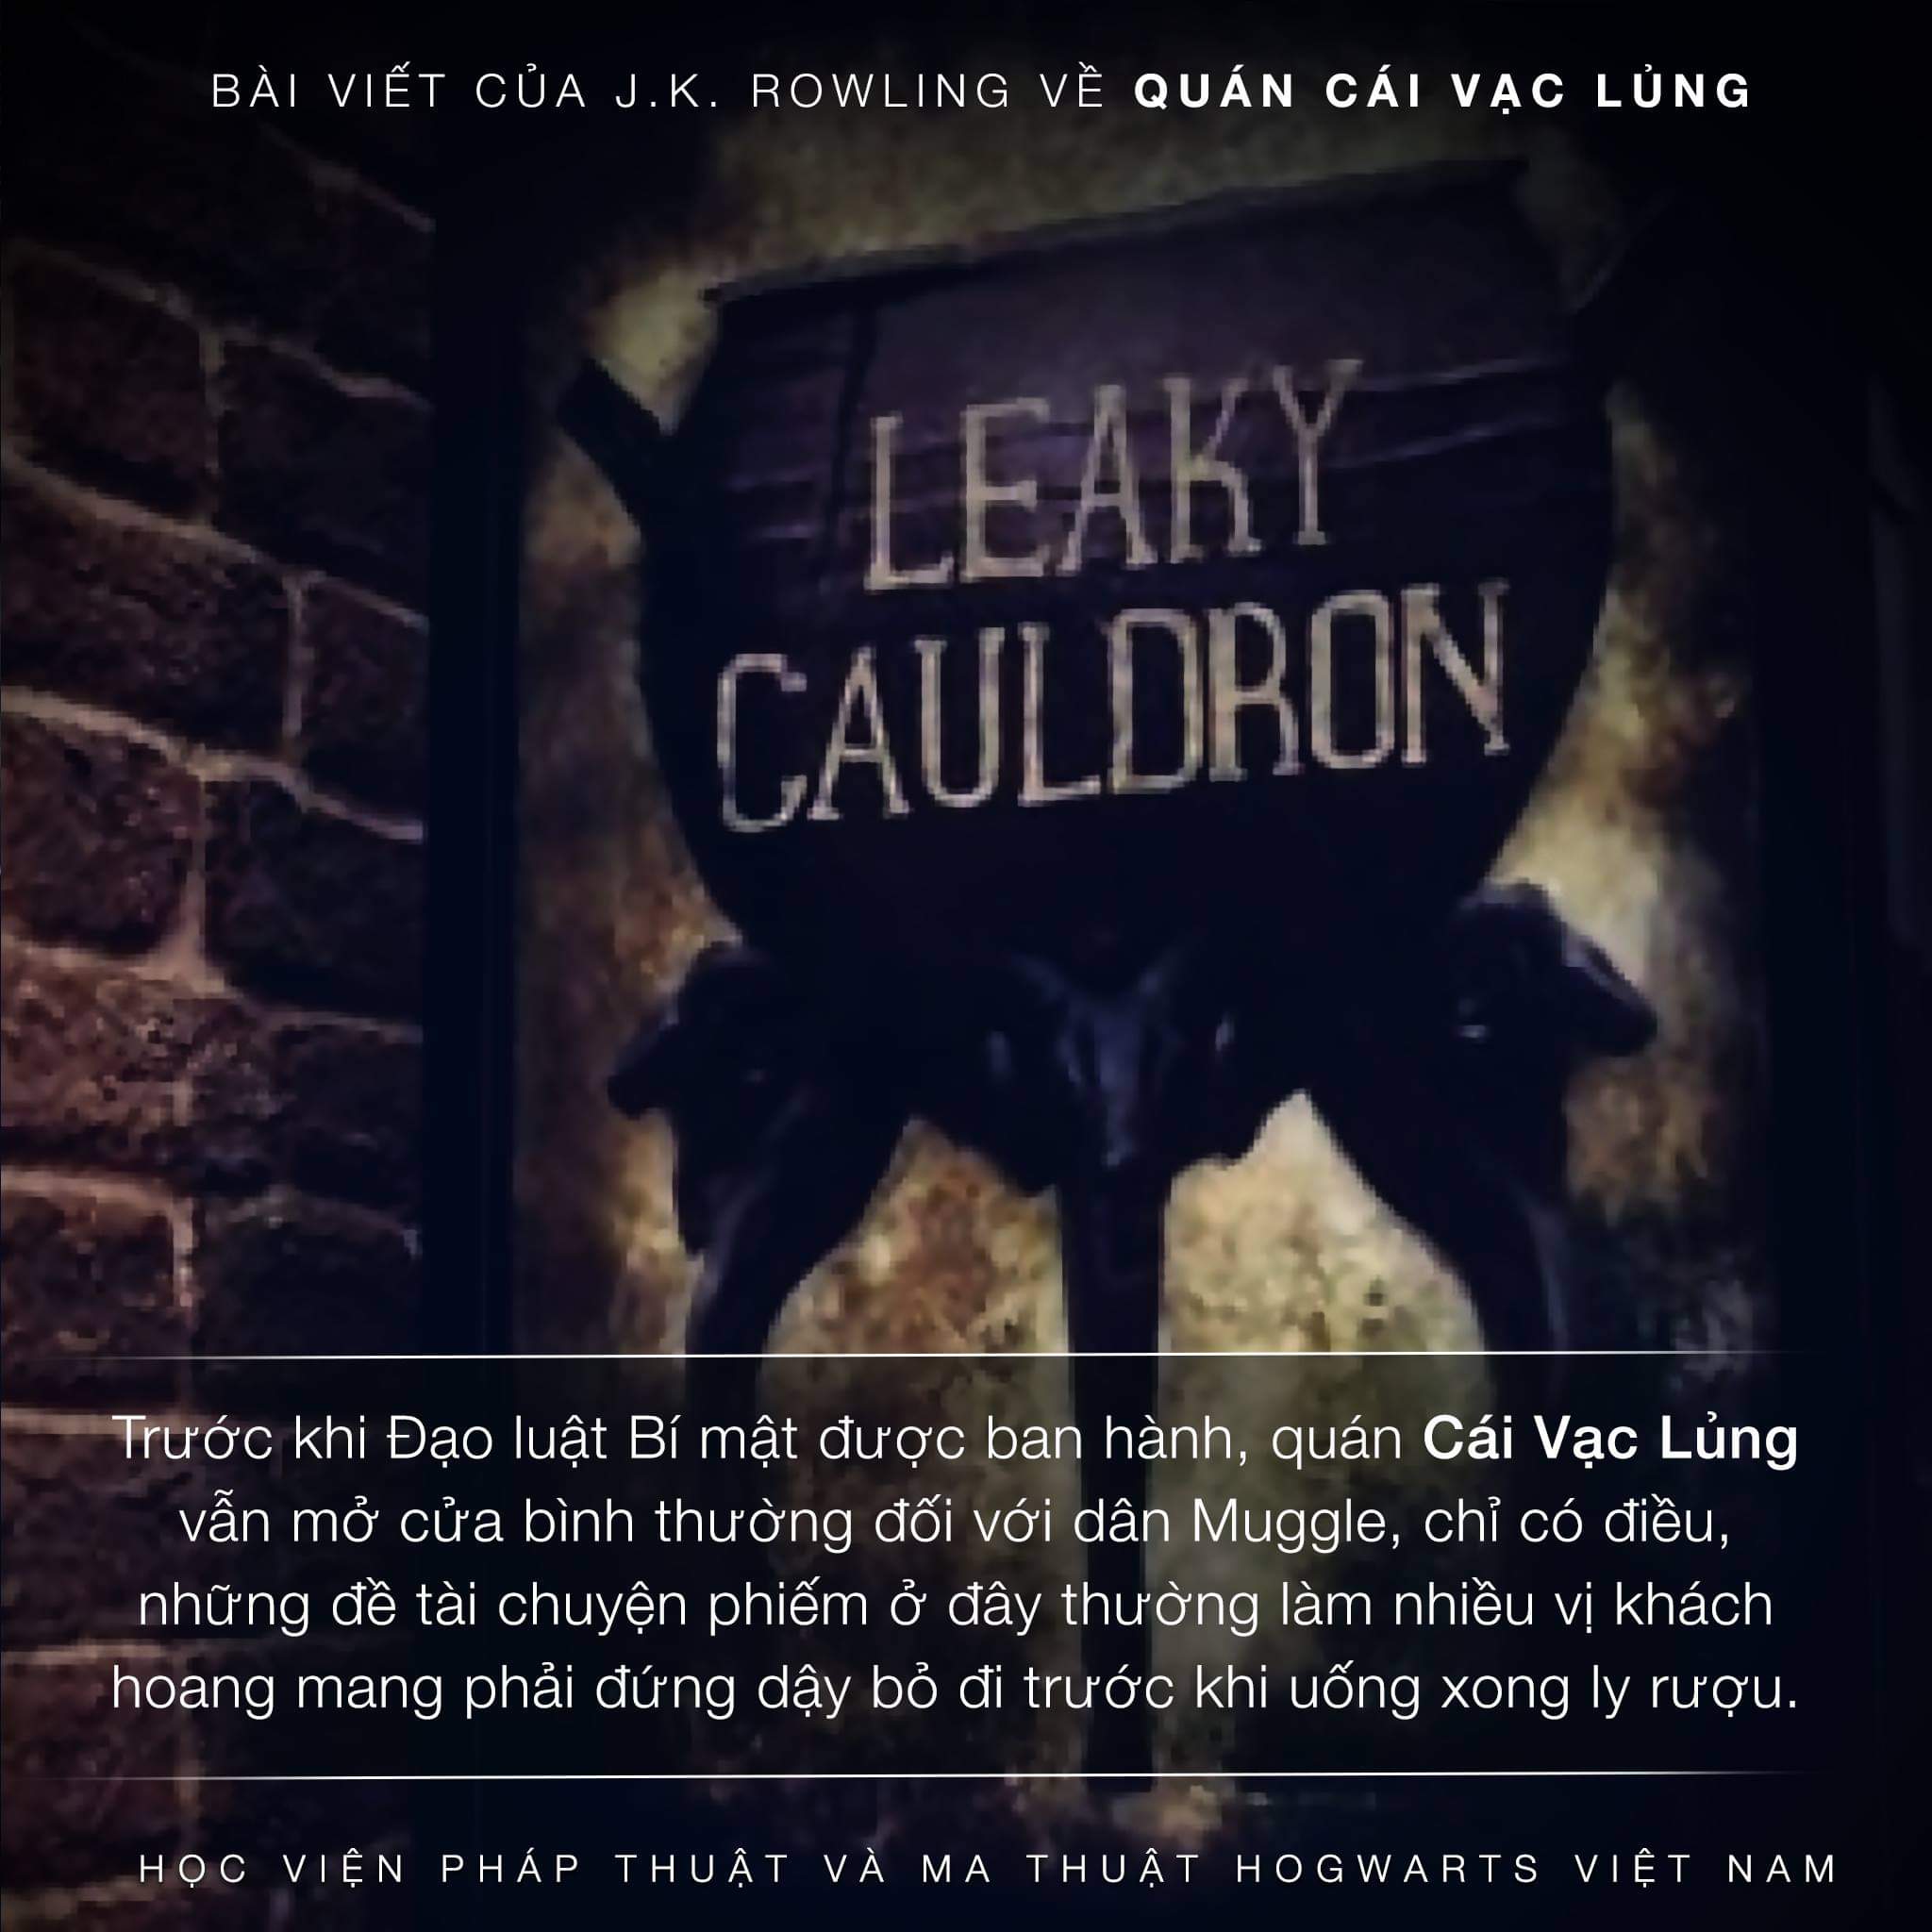 BÀI VIẾT CỦA J.K. ROWLING VỀ QUÁN CÁI VẠC LỦNG
LEAKY
CAULDRON
Trước khi Đạo luật Bí mật được ban hành, quán Cái Vạc Lủng
vẫn mở cửa bình thường đối với dân Muggle, chỉ có điều,
những đề tài chuyện phiếm ở đây thường làm nhiều vị khách
hoang mang phải đứng dậy bỏ đi trước khi uống xong ly rượu.
HỌC VIỆN PHÁP THUẬT VÀ MA THUẬT HOGWARTS VIỆT NAM